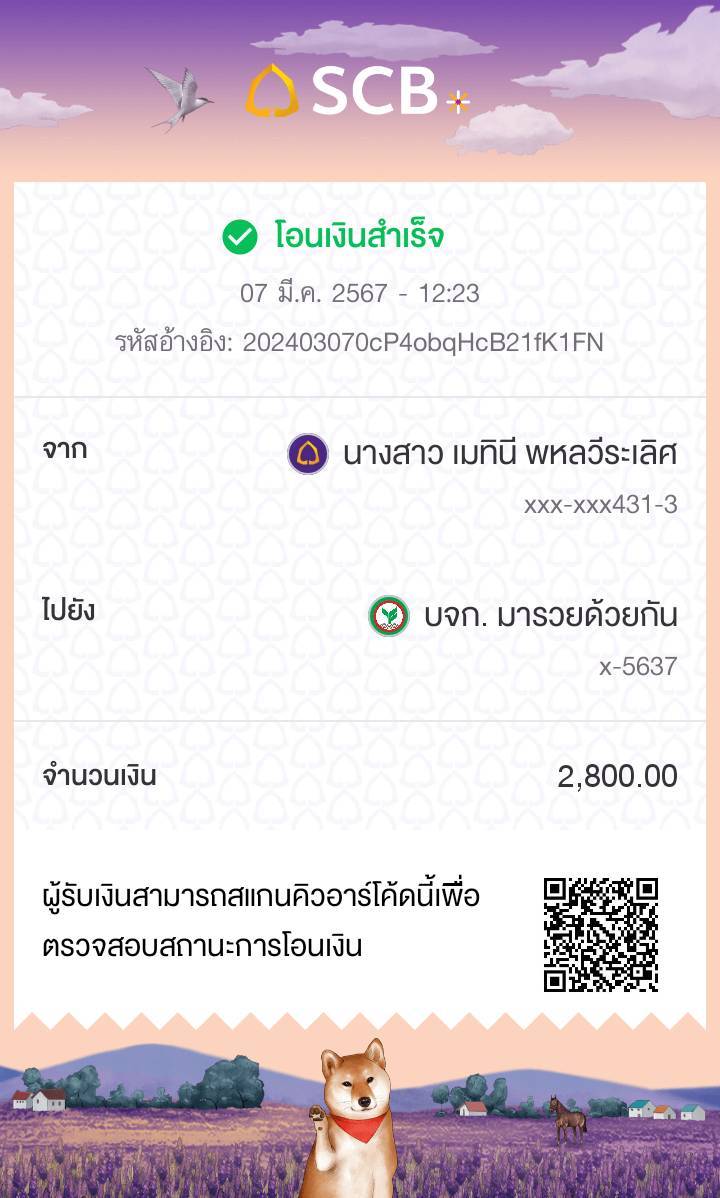 SCB
โอนเงินสำเร็จ
07 มี.ค. 2567 - 12:23
รหัสอ้างอิง: 202403070cP4obqHcB21fK1FN
จาก
นางสาว เมทินี พหลวีระเลิศ
xxx-xxx431-3
ไปยัง
บจก. มารวยด้วยกัน
x-5637
จำนวนเงิน
2,800.00
ผู้รับเงินสามารถสแกนคิวอาร์โค้ดนี้เพื่อ
ตรวจสอบสถานะการโอนเงิน